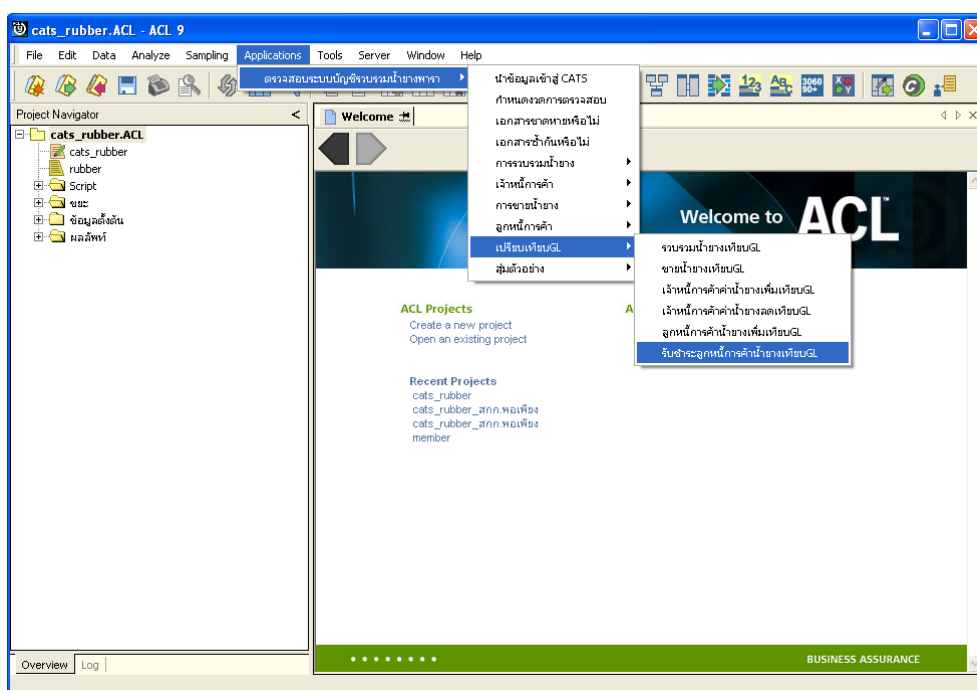 cats_rubber.ACL - ACL 9
File Edit Data Analyze Sampling Applications Tools Server Window Help
ตรวจสอบระบบบัญชีรวบรวมน้ำยางพารา
นำข้อมูลเข้าสู่ CATS
กำหนดงวดการตรวจสอบ
เอกสารขาดหายหรือไม่
เอกสารซ้ำกันหรือไม่
การรวบรวมน้ำยาง
เจ้าหนี้การค้า
การขายน้ำยาง
ลูกหนี้การค้า
เปรียบเทียบGL
สุ่มตัวอย่าง
รวบรวมน้ำยางเทียบGL
ขายน้ำยางเทียบGL
เจ้าหนี้การค้าค่าน้ำยางเพิ่มเทียบGL
เจ้าหนี้การค้าค่าน้ำยางลดเทียบGL
ลูกหนี้การค้าน้ำยางเพิ่มเทียบGL
รับชำระลูกหนี้การค้าน้ำยางเทียบGL
Project Navigator <
cats_rubber.ACL
cats_rubber
rubber
Script
ขยะ
ข้อมูลตั้งต้น
ผลลัพท์
Overview Log
Welcome
Welcome to ACL
ACL Projects
Create a new project
Open an existing project
Recent Projects
cats_rubber
cats_rubber_สกก.พอเพียง
cats_rubber_สกก.พอเพียง
member
A
BUSINESS ASSURANCE